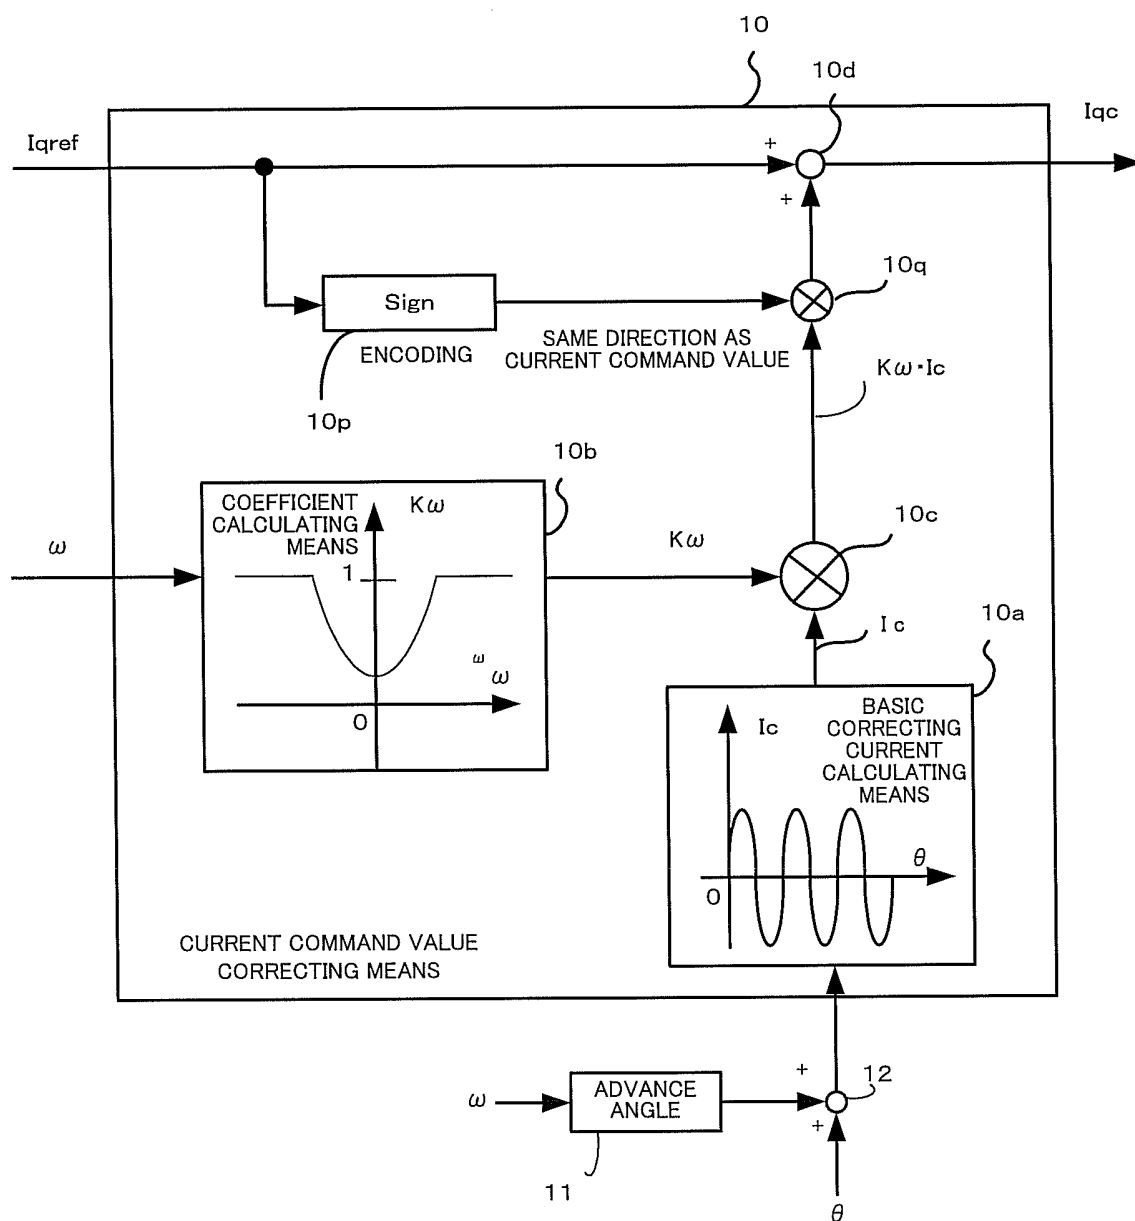 10
10d
Iqref
Iqc
+
+
10q
Sign
ENCODING
SAME DIRECTION AS
CURRENT COMMAND VALUE
10p
Kω・Ic
10b
COEFFICIENT
CALCULATING
MEANS
Kω
1
ω
ω
0
ω
Kω
10c
Ic
10a
BASIC
CORRECTING
CURRENT
CALCULATING
MEANS
Ic
θ
0
CURRENT COMMAND VALUE
CORRECTING MEANS
ω
ADVANCE
ANGLE
+
12
+
11
θ